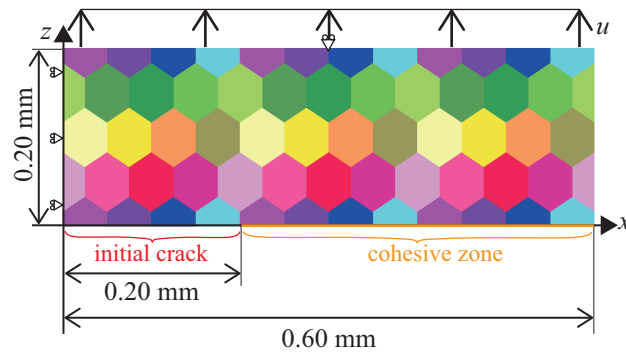 z
u
0.20 mm
x
initial crack
cohesive zone
0.20 mm
0.60 mm